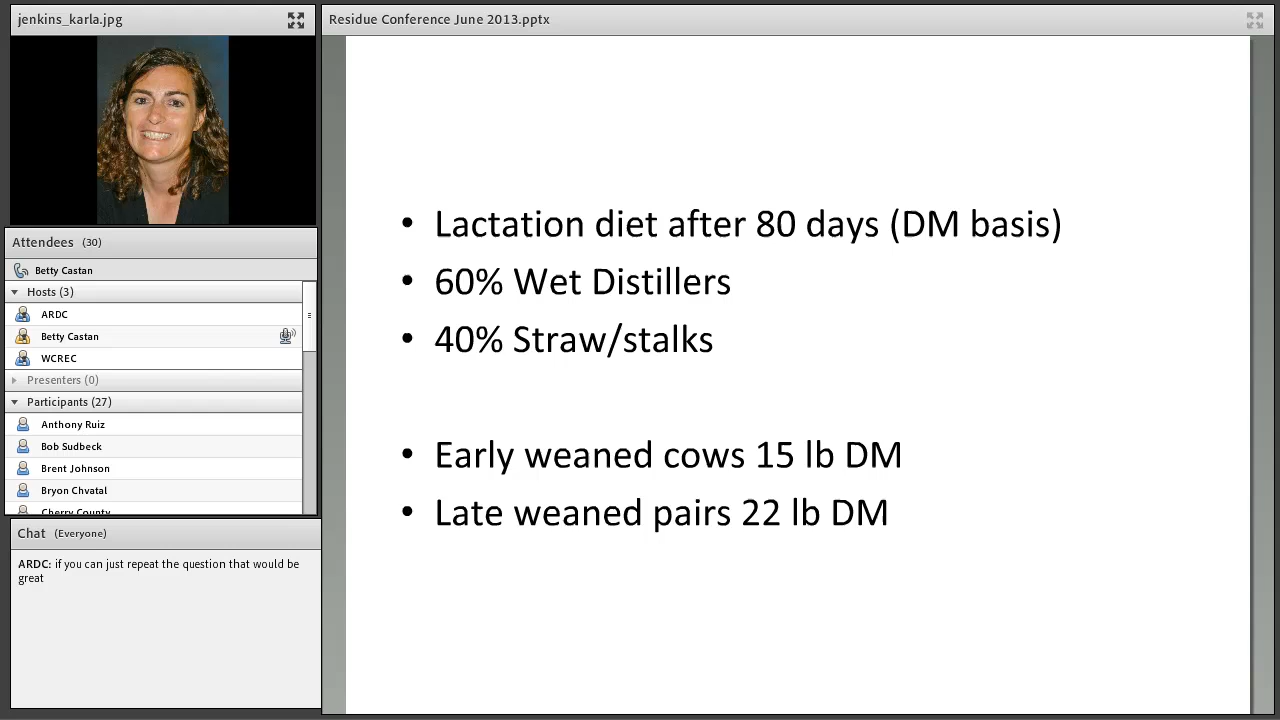 jenkins_karla.jpg
Residue Conference June 2013.pptx
Attendees (30)
Betty Castan
Hosts (3)
ARDC
Betty Castan
WCREC
Presenters (0)
Participants (27)
Anthony Ruiz
Bob Sudbeck
Brent Johnson
Bryon Chvatal
Cherry County
Chat (Everyone)
ARDC: if you can just repeat the question that would be
great
• Lactation diet after 80 days (DM basis)
• 60% Wet Distillers
• 40% Straw/stalks
• Early weaned cows 15 lb DM
• Late weaned pairs 22 lb DM